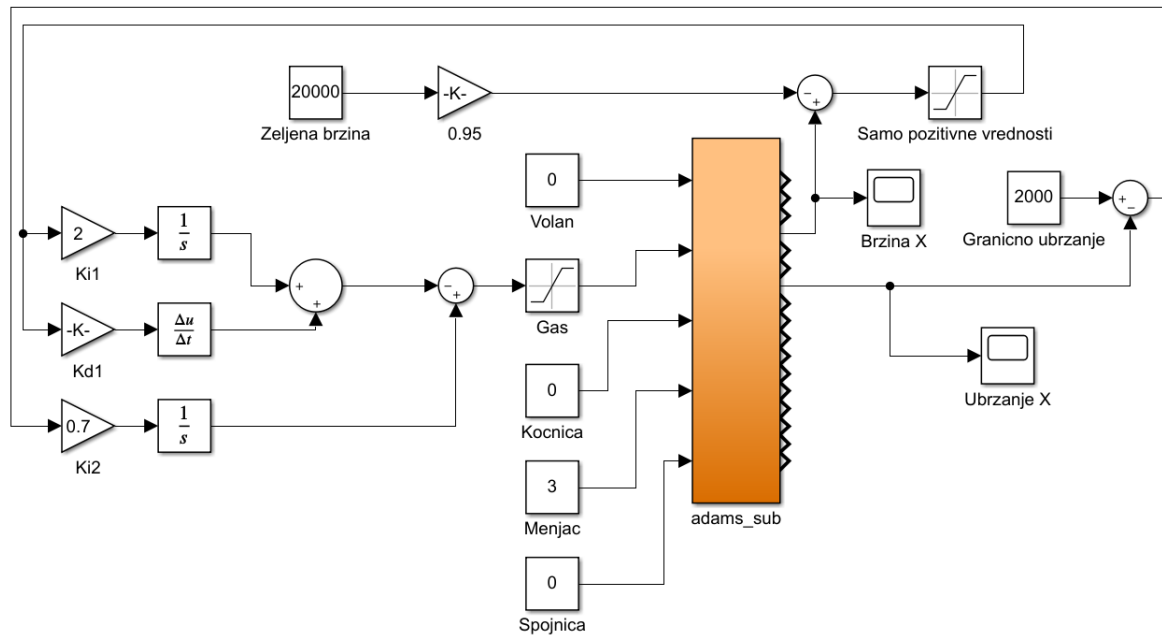 20000
Zeljena brzina
-K-
0.95
−
+
Samo pozitivne vrednosti
0
Volan
Brzina X
2000
Granicno ubrzanje
+
−
2
Ki1
1
s
+
+
−
+
Gas
-K-
Kd1
Δu
Δt
0
Kocnica
Ubrzanje X
0.7
Ki2
1
s
3
Menjac
adams_sub
0
Spojnica